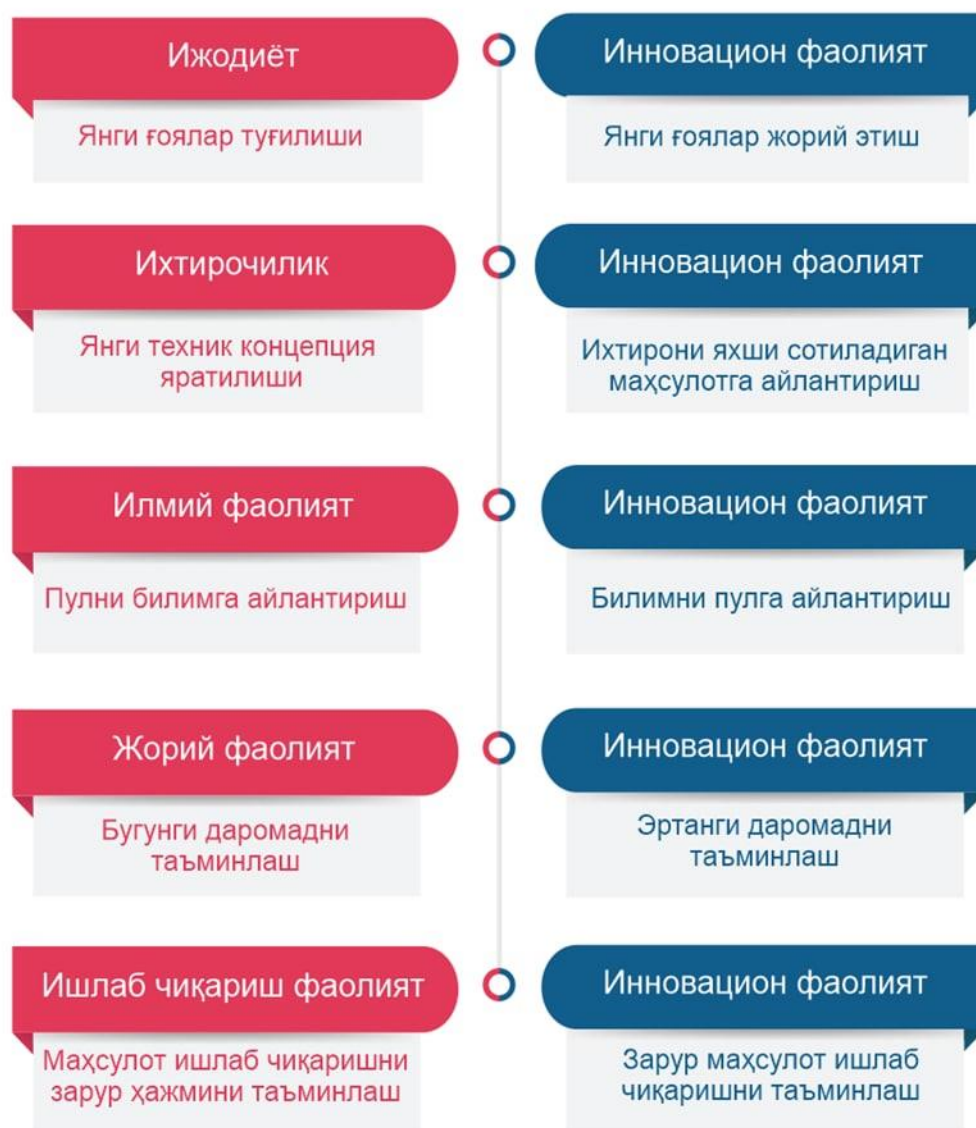 Ижодиёт
Инновацион фаолият
Янги ғоялар туғилиши
Янги ғоялар жорий этиш
Ихтирочилик
Инновацион фаолият
Янги техник концепция
яратилиши
Ихтирони яхши сотиладиган
маҳсулотга айлантириш
Илмий фаолият
Инновацион фаолият
Пулни билимга айлантириш
Билимни пулга айлантириш
Жорий фаолият
Инновацион фаолият
Бугунги даромадни
таъминлаш
Эртанги даромадни
таъминлаш
Ишлаб чиқариш фаолият
Инновацион фаолият
Маҳсулот ишлаб чиқаришни
зарур ҳажмини таъминлаш
Зарур маҳсулот ишлаб
чиқаришни таъминлаш